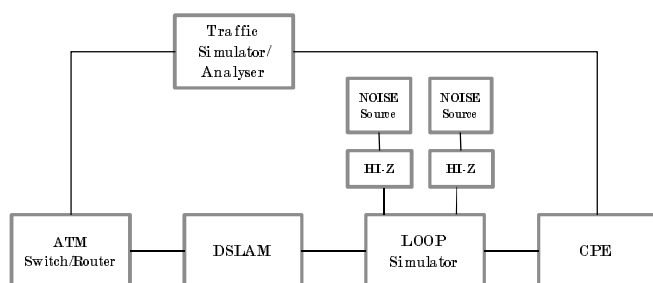 Traffic
Simulator/
Analyser
NOISE
Source
NOISE
Source
HI-Z
HI-Z
ATM
Switch/Router
DSLAM
LOOP
Simulator
CPE